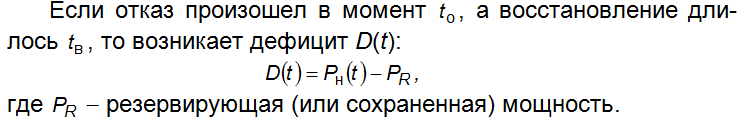 Если отказ произошел в момент tо, а восстановление дли-
лось tв, то возникает дефицит D(t):
D(t) = Pн(t) – PR,
где PR – резервирующая (или сохраненная) мощность.